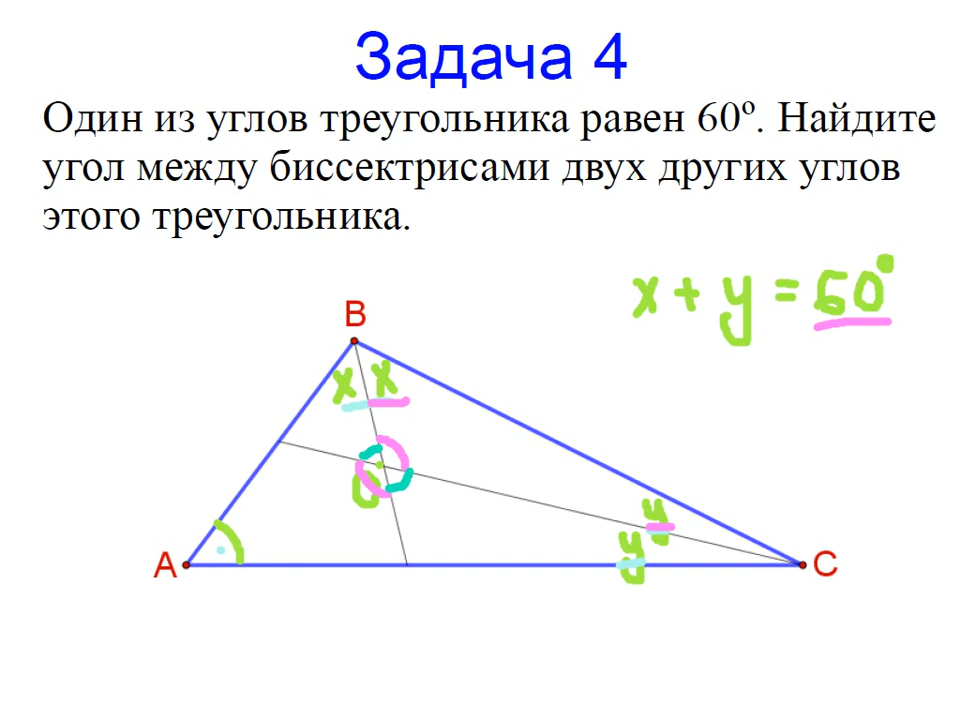 Задача 4
Один из углов треугольника равен 60º. Найдите
угол между биссектрисами двух других углов
этого треугольника.
x + y = 60°
B
x x
O
y
y
A
C